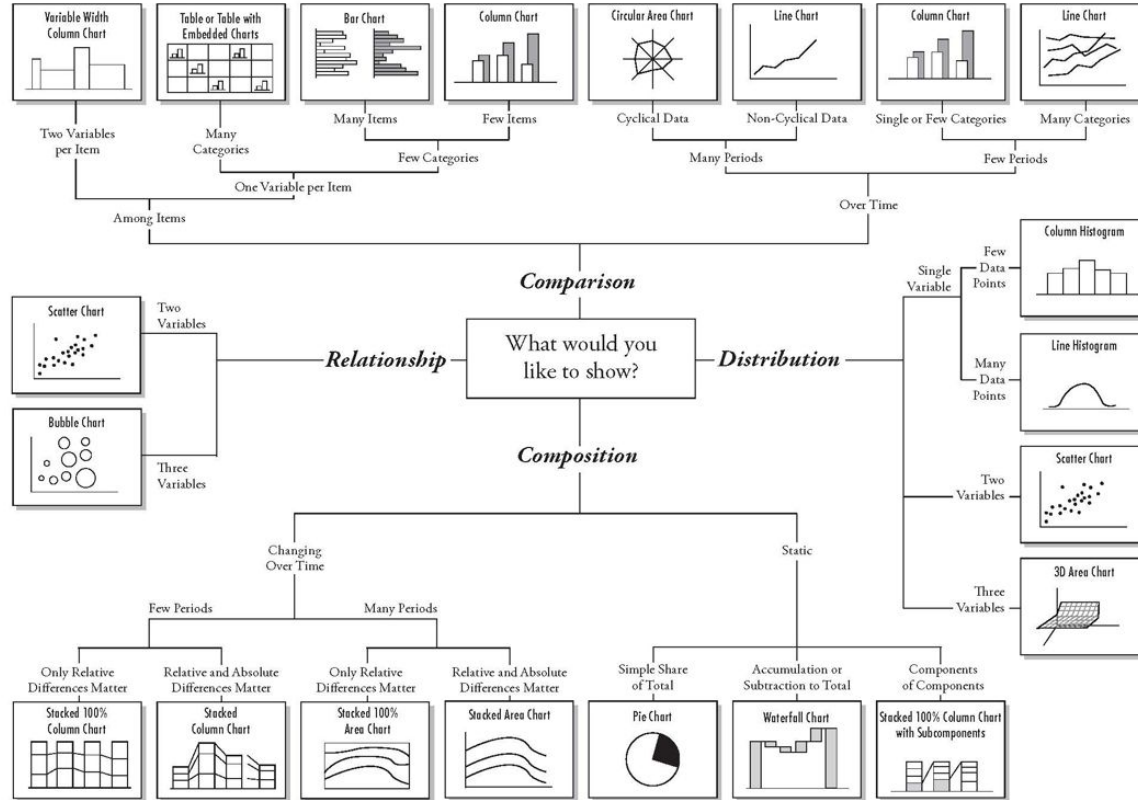 Variable Width
Column Chart
Table or Table with
Embedded Charts
Bar Chart
Column Chart
Circular Area Chart
Line Chart
Column Chart
Line Chart
Two Variables
per Item
Many
Categories
Many Items
Few Items
Cyclical Data
Non-Cyclical Data
Single or Few Categories
Many Categories
Few Categories
Many Periods
Few Periods
One Variable per Item
Among Items
Over Time
Comparison
What would you
like to show?
Relationship
Two
Variables
Scatter Chart
Three
Variables
Bubble Chart
Distribution
Single
Variable
Few
Data
Points
Column Histogram
Many
Data
Points
Line Histogram
Two
Variables
Scatter Chart
Three
Variables
3D Area Chart
Composition
Changing
Over Time
Static
Few Periods
Many Periods
Only Relative
Differences Matter
Relative and Absolute
Differences Matter
Only Relative
Differences Matter
Relative and Absolute
Differences Matter
Simple Share
of Total
Accumulation or
Subtraction to Total
Components
of Components
Stacked 100%
Column Chart
Stacked
Column Chart
Stacked 100%
Area Chart
Stacked Area Chart
Pie Chart
Waterfall Chart
Stacked 100% Column Chart
with Subcomponents